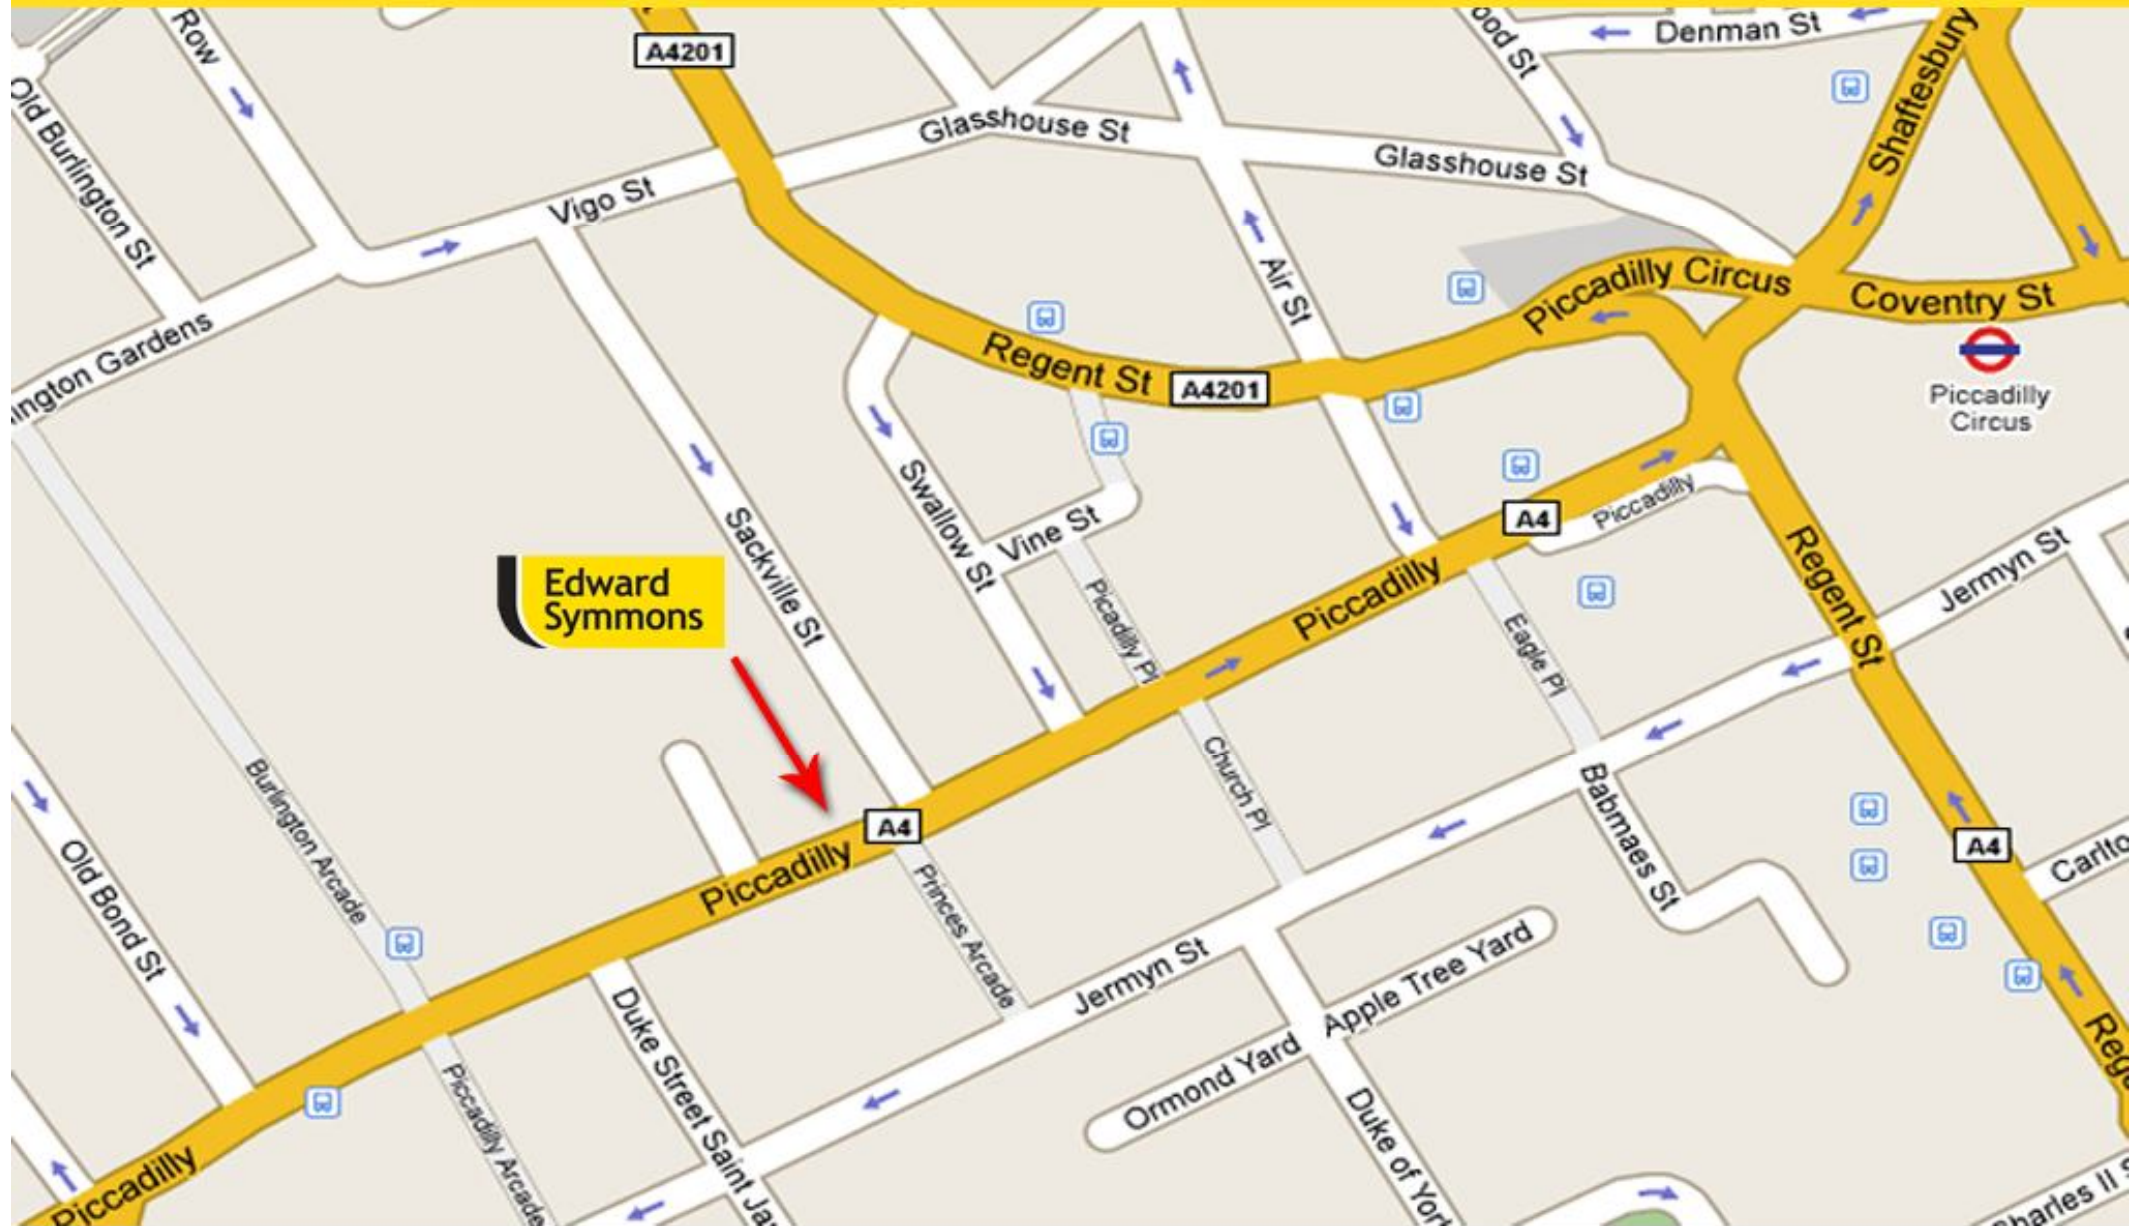 Row
A4201
Denman St
Shaftesbury
Old Burlington St
Glasshouse St
Glasshouse St
Vigo St
Air St
Piccadilly Circus
Coventry St
Gardens
Regent St
A4201
Piccadilly
Circus
Swallow St
Vine St
A4
Piccadilly
Sackville St
Regent St
Jermyn St
Edward
Symmons
Picadilly Pl
Piccadilly
Eagle Pl
Burlington Arcade
Church Pl
Babmaes St
A4
A4
Old Bond St
Piccadilly
Princes Arcade
Jermyn St
Apple Tree Yard
Ormond Yard
Duke Street Saint
Piccadilly Arcade
Duke of
Piccadilly